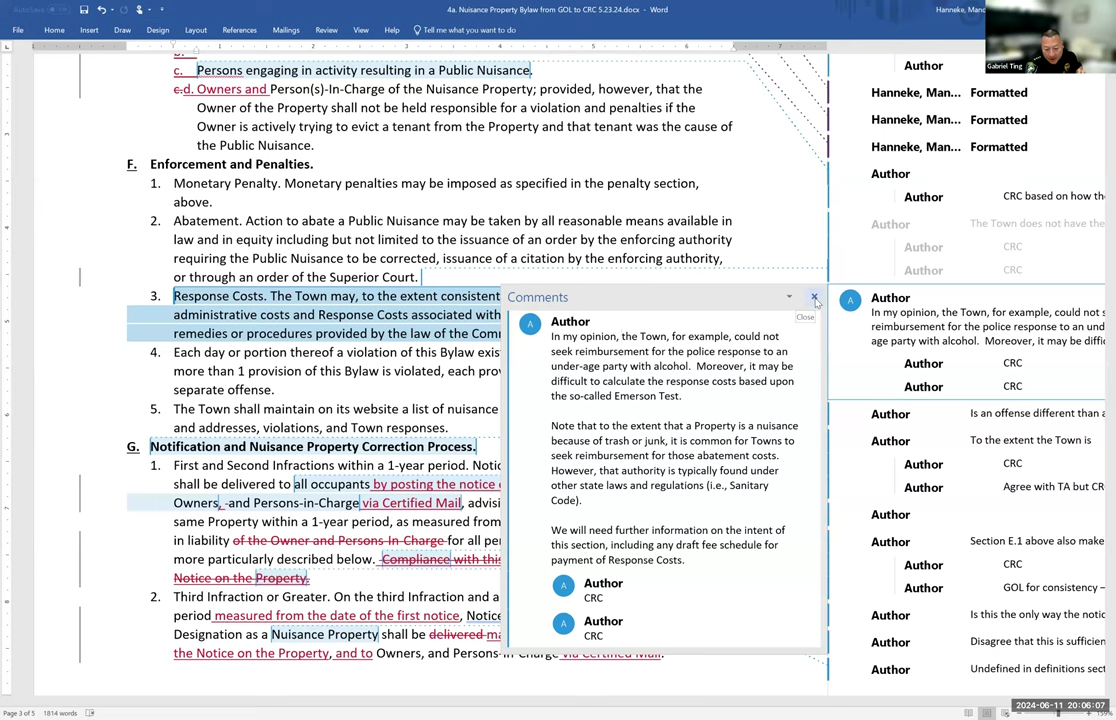 AutoSave
4a. Nuisance Property Bylaw from GOL to CRC 5.23.24.docx - Word
Hanneke, Mand
File Home Insert Draw Design Layout References Mailings Review View Help Tell me what you want to do
Gabriel Ting
c. Persons engaging in activity resulting in a Public Nuisance.
c.d. Owners and Person(s)-In-Charge of the Nuisance Property; provided, however, that the
Owner of the Property shall not be held responsible for a violation and penalties if the
Owner is actively trying to evict a tenant from the Property and that tenant was the cause of
the Public Nuisance.
F. Enforcement and Penalties.
1. Monetary Penalty. Monetary penalties may be imposed as specified in the penalty section,
above.
2. Abatement. Action to abate a Public Nuisance may be taken by all reasonable means available in
law and in equity including but not limited to the issuance of an order by the enforcing authority
requiring the Public Nuisance to be corrected, issuance of a citation by the enforcing authority,
or through an order of the Superior Court.
3. Response Costs. The Town may, to the extent consistent
administrative costs and Response Costs associated with
remedies or procedures provided by the law of the Com
4. Each day or portion thereof a violation of this Bylaw exis
more than 1 provision of this Bylaw is violated, each prov
separate offense.
5. The Town shall maintain on its website a list of nuisance
and addresses, violations, and Town responses.
G. Notification and Nuisance Property Correction Process.
1. First and Second Infractions within a 1-year period. Notic
shall be delivered to all occupants by posting the notice o
Owners, and Persons-in-Charge via Certified Mail, advisi
same Property within a 1-year period, as measured from
in liability of the Owner and Persons-In-Charge for all per
more particularly described below. Compliance with this
Notice on the Property.
2. Third Infraction or Greater. On the third Infraction and a
period measured from the date of the first notice, Notice
Designation as a Nuisance Property shall be delivered ma
the Notice on the Property, and to Owners, and Persons-In-Charge via Certified Mail.
Comments
Close
Author
In my opinion, the Town, for example, could not
seek reimbursement for the police response to an
under-age party with alcohol. Moreover, it may be
difficult to calculate the response costs based upon
the so-called Emerson Test.
Note that to the extent that a Property is a nuisance
because of trash or junk, it is common for Towns to
seek reimbursement for those abatement costs.
However, that authority is typically found under
other state laws and regulations (i.e., Sanitary
Code).
We will need further information on the intent of
this section, including any draft fee schedule for
payment of Response Costs.
A Author
CRC
A Author
CRC
Author
Hanneke, Man... Formatted
Hanneke, Man... Formatted
Hanneke, Man... Formatted
Author
Author CRC based on how the
Author The Town does not have the
Author CRC
Author CRC
A Author
In my opinion, the Town, for example, could not s
reimbursement for the police response to an und
age party with alcohol. Moreover, it may be diffic
Author CRC
Author CRC
Author Is an offense different than a
Author To the extent the Town is
Author CRC
Author Agree with TA but CR
Author
Author Section E.1 above also make
Author CRC
Author GOL for consistency –
Author Is this the only way the notic
Author Disagree that this is sufficien
Author Undefined in definitions sect
Page 3 of 5 1814 words
2024-06-11 20:06:07